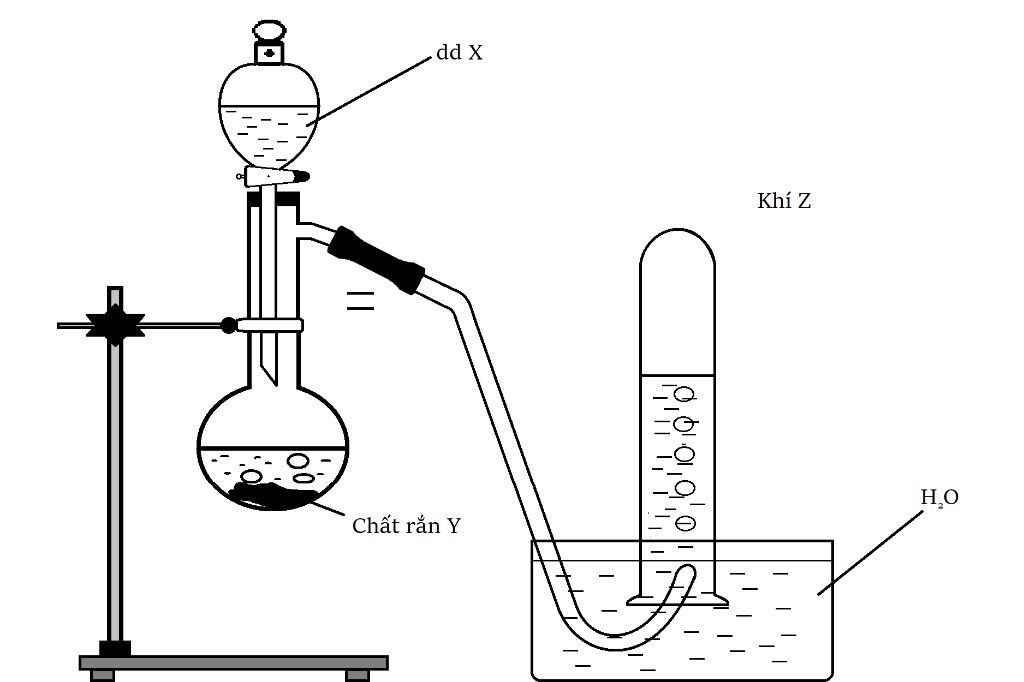 dd X
Khí Z
Chất rắn Y
H₂O